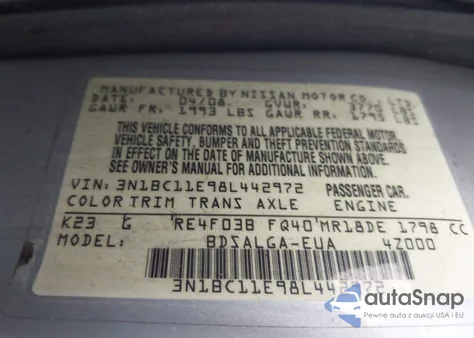 MANUFACTURED BY NISSAN MOTOR CO., LTD.
DATE: 04/08 GVWR: 3770 LBS
GAWR FR: 1993 LBS GAWR RR: 1795 LBS
THIS VEHICLE CONFORMS TO ALL APPLICABLE FEDERAL MOTOR
VEHICLE SAFETY, BUMPER AND THEFT PREVENTION STANDARDS
IN EFFECT ON THE DATE OF MANUFACTURE SHOWN ABOVE.
SEE OWNER'S MANUAL FOR ADDITIONAL INFORMATION.
VIN: 3N1BC11E98L442972 PASSENGER CAR.
COLOR TRIM TRANS AXLE ENGINE
K23 G RE4F03B FQ40 MR18DE 1798 CC
MODEL: BDSALGA-EUA 4Z000
3N1BC11E98L442972
autoSnap
Pewne auta z USA i EU